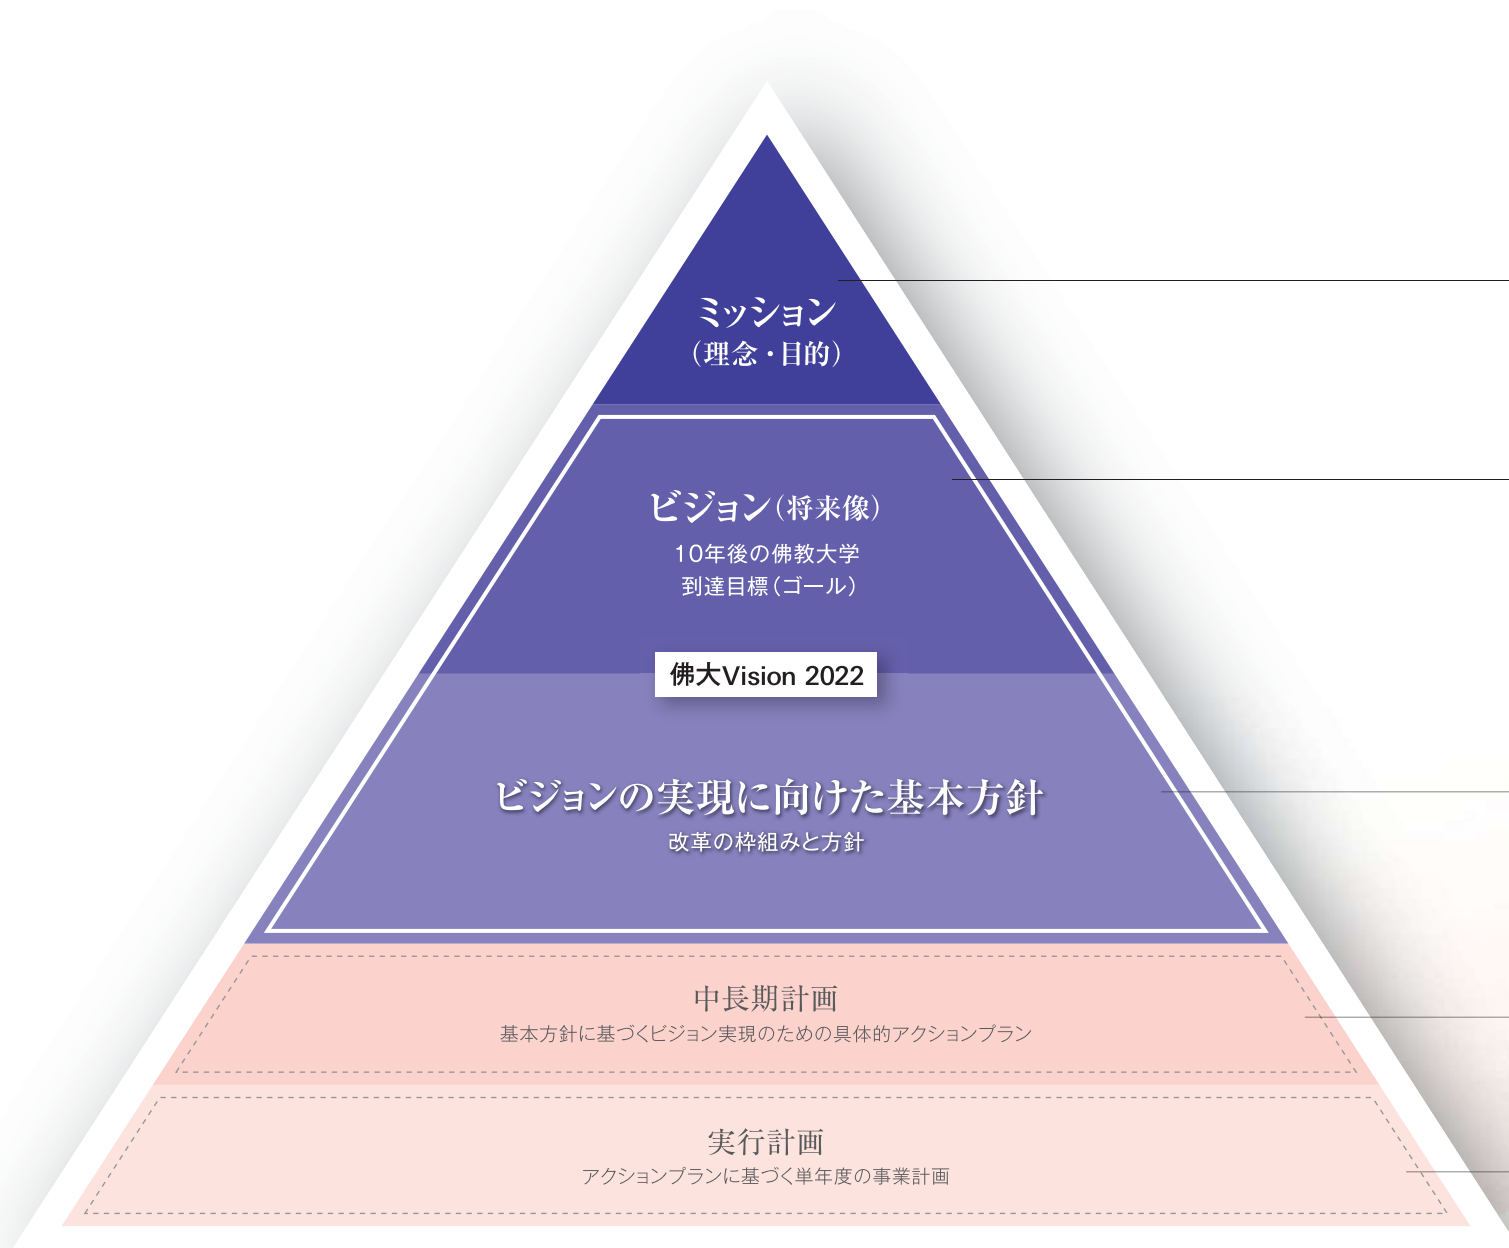 ミッション
（理念・目的）
ビジョン（将来像）
10年後の佛教大学
到達目標（ゴール）
佛大Vision 2022
ビジョンの実現に向けた基本方針
改革の枠組みと方針
中長期計画
基本方針に基づくビジョン実現のための具体的アクションプラン
実行計画
アクションプランに基づく単年度の事業計画